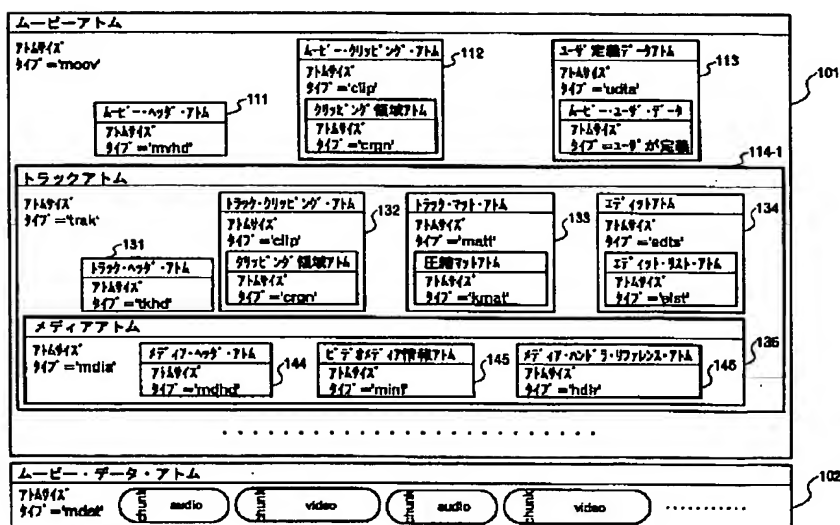 ムービーアトム
アトムサイズ
タイプ='moov'
ムービー・ヘッダ・アトム
アトムサイズ
タイプ='mvhd'
111
ムービー・クリッピング・アトム
アトムサイズ
タイプ='clip'
クリッピング領域アトム
アトムサイズ
タイプ='crgn'
112
ユーザ定義データアトム
アトムサイズ
タイプ='udta'
ムービー・ユーザ・データ
アトムサイズ
タイプ=ユーザが定義
113
101
114-1
トラックアトム
アトムサイズ
タイプ='trak'
131
トラック・ヘッダ・アトム
アトムサイズ
タイプ='tkhd'
トラック・クリッピング・アトム
アトムサイズ
タイプ='clip'
クリッピング領域アトム
アトムサイズ
タイプ='crgn'
132
トラック・マット・アトム
アトムサイズ
タイプ='matt'
圧縮マットアトム
アトムサイズ
タイプ='kmat'
133
エディットアトム
アトムサイズ
タイプ='edts'
エディット・リスト・アトム
アトムサイズ
タイプ='elst'
134
メディアアトム
アトムサイズ
タイプ='mdia'
メディア・ヘッダ・アトム
アトムサイズ
タイプ='mdhd'
144
ビデオメディア情報アトム
アトムサイズ
タイプ='minf'
145
メディア・ハンドラ・リファレンス・アトム
アトムサイズ
タイプ='hdlr'
ムービー・データ・アトム
アトムサイズ
タイプ='mdat'
chunk audio
chunk video
chunk audio
chunk video
102